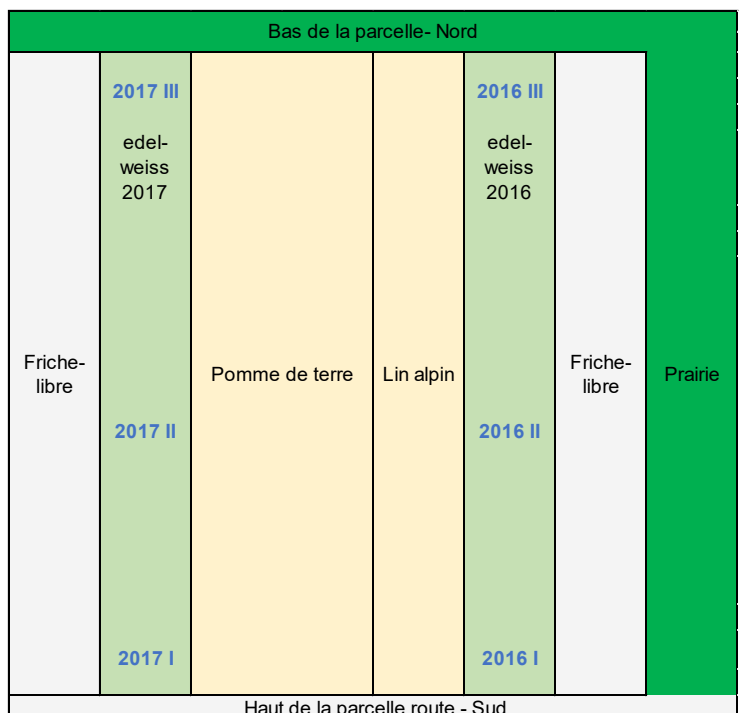 Bas de la parcelle- Nord
2017 III
edel-
weiss
2017
2016 III
edel-
weiss
2016
Friche-
libre
Pomme de terre
Lin alpin
Friche-
libre
Prairie
2017 II
2016 II
2017 I
2016 I
Haut de la parcelle route - Sud